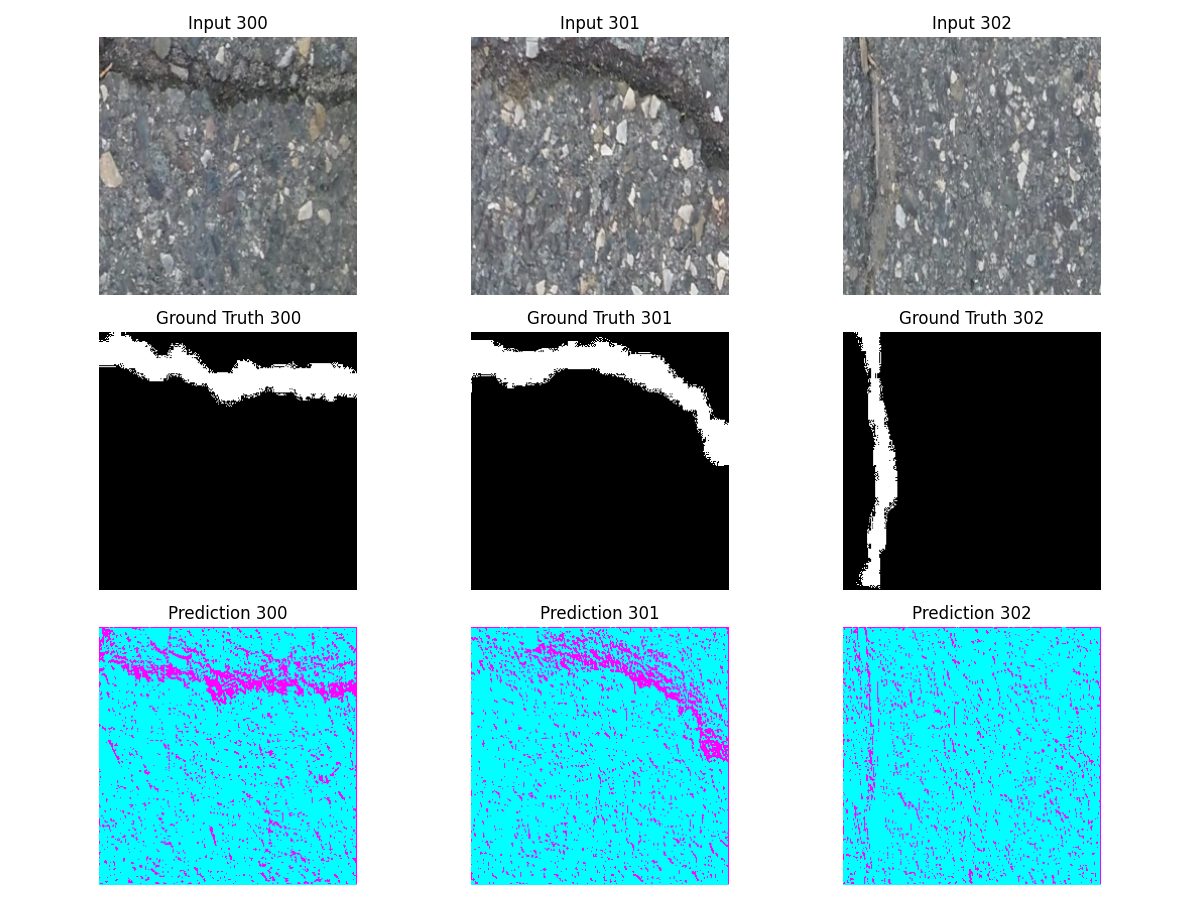 Input 300
Input 301
Input 302
Ground Truth 300
Ground Truth 301
Ground Truth 302
Prediction 300
Prediction 301
Prediction 302